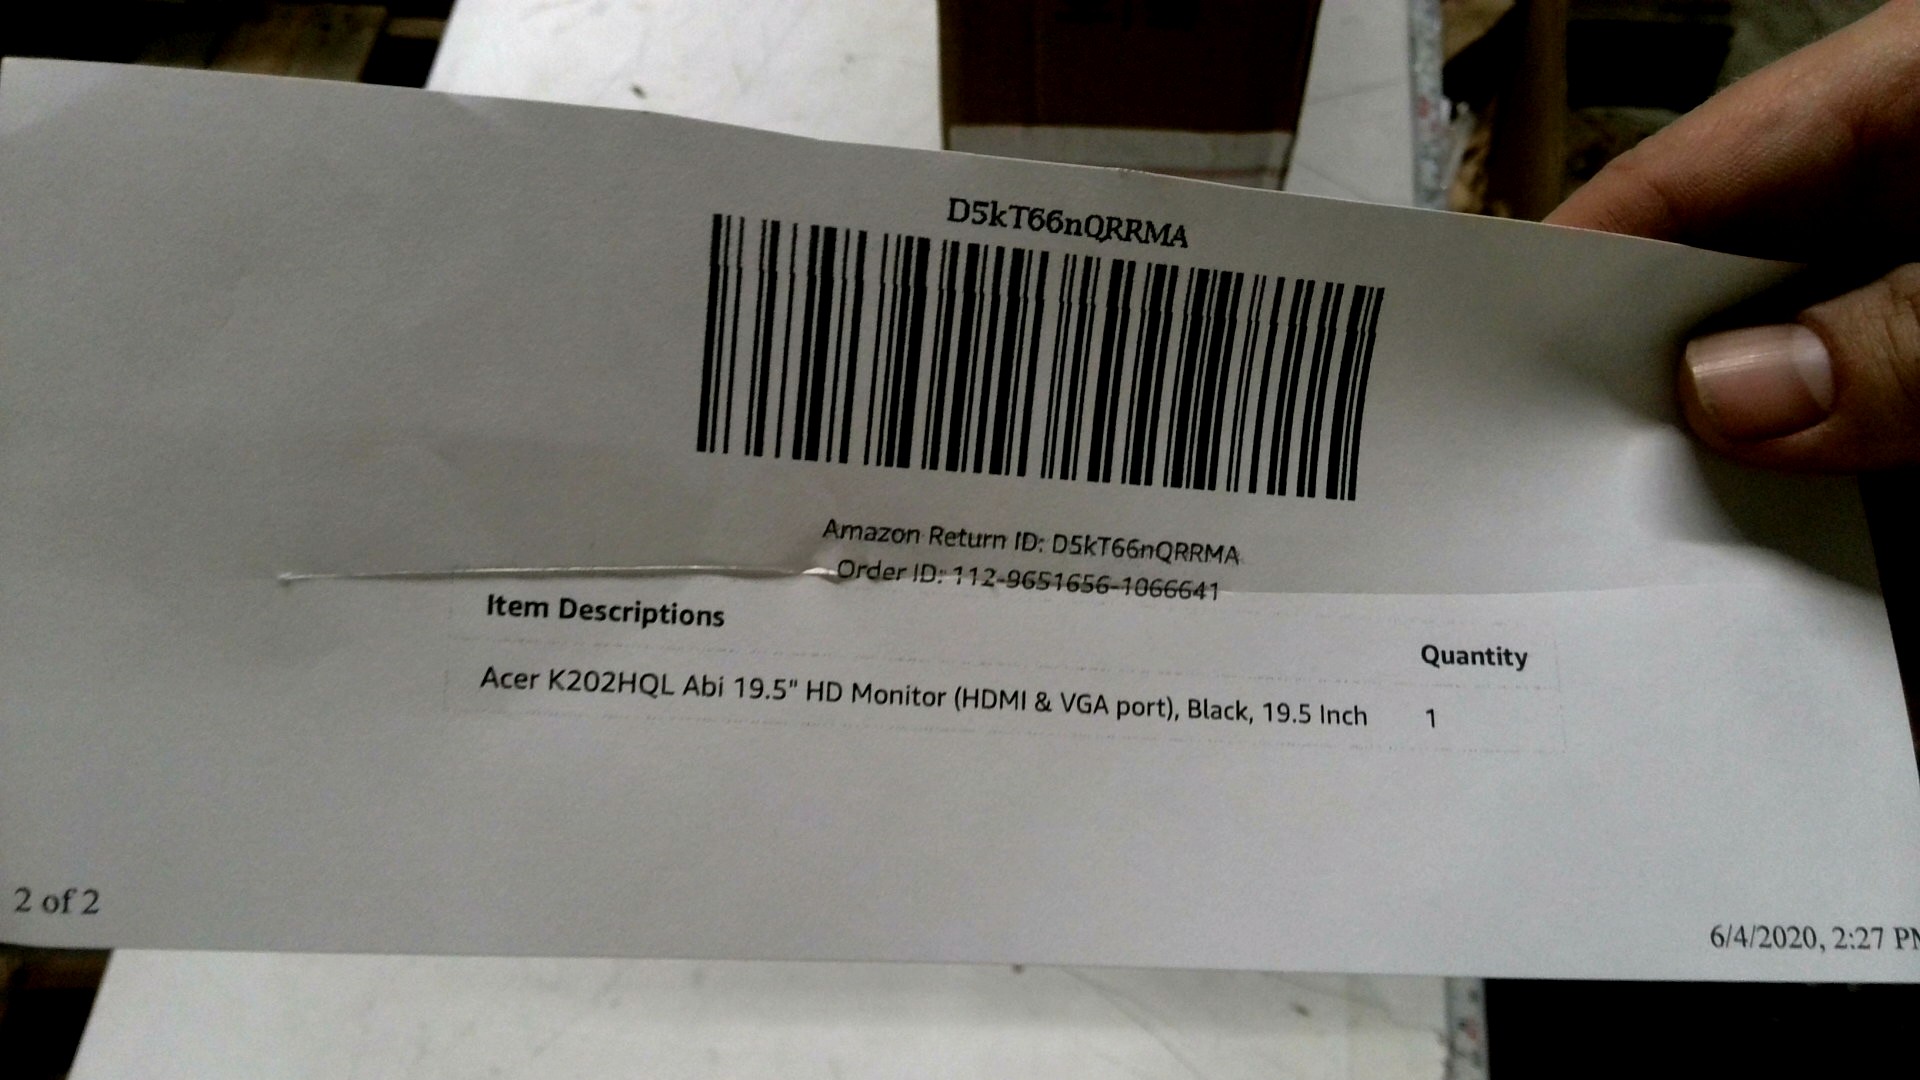 D5kT66nQRRMA
Amazon Return ID: D5kT66nQRRMA
Order ID: 112-9651656-1066641
Item Descriptions
Quantity
Acer K202HQL Abi 19.5" HD Monitor (HDMI & VGA port), Black, 19.5 Inch
1
2 of 2
6/4/2020, 2:27 PM